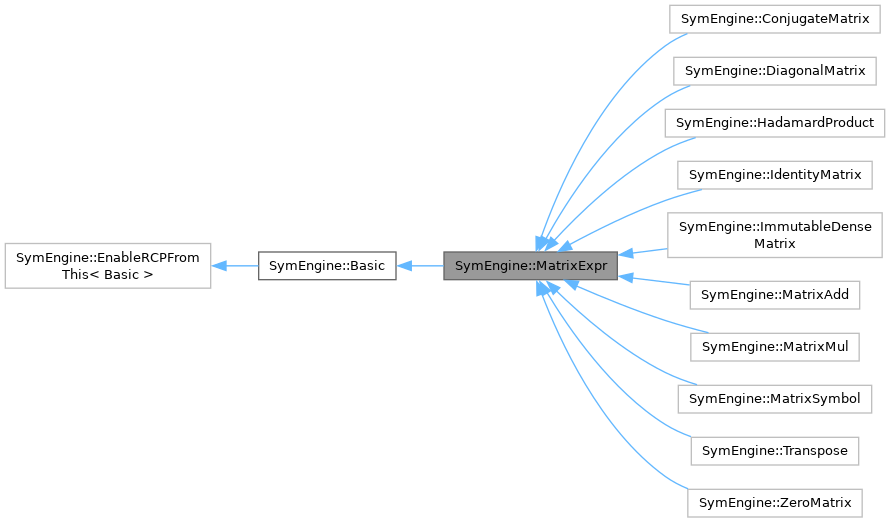 SymEngine::EnableRCPFrom
This< Basic >
SymEngine::Basic
SymEngine::MatrixExpr
SymEngine::ConjugateMatrix
SymEngine::DiagonalMatrix
SymEngine::HadamardProduct
SymEngine::IdentityMatrix
SymEngine::ImmutableDense
Matrix
SymEngine::MatrixAdd
SymEngine::MatrixMul
SymEngine::MatrixSymbol
SymEngine::Transpose
SymEngine::ZeroMatrix